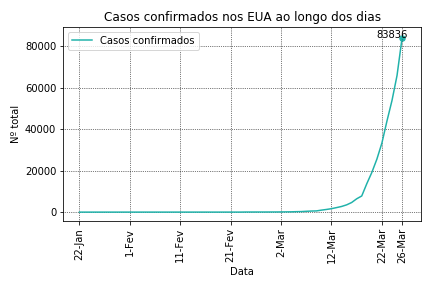 Casos confirmados nos EUA ao longo dos dias
Casos confirmados
83836
80000
60000
40000
20000
0
Nº total
22-Jan
1-Fev
11-Fev
21-Fev
2-Mar
12-Mar
22-Mar
26-Mar
Data